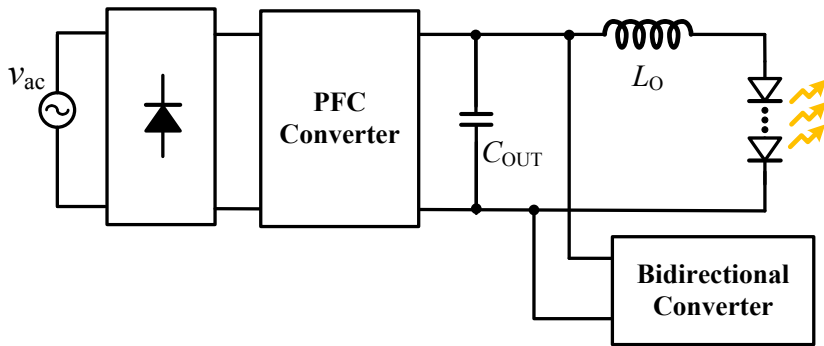 v_ac
PFC
Converter
C_OUT
L_O
Bidirectional
Converter